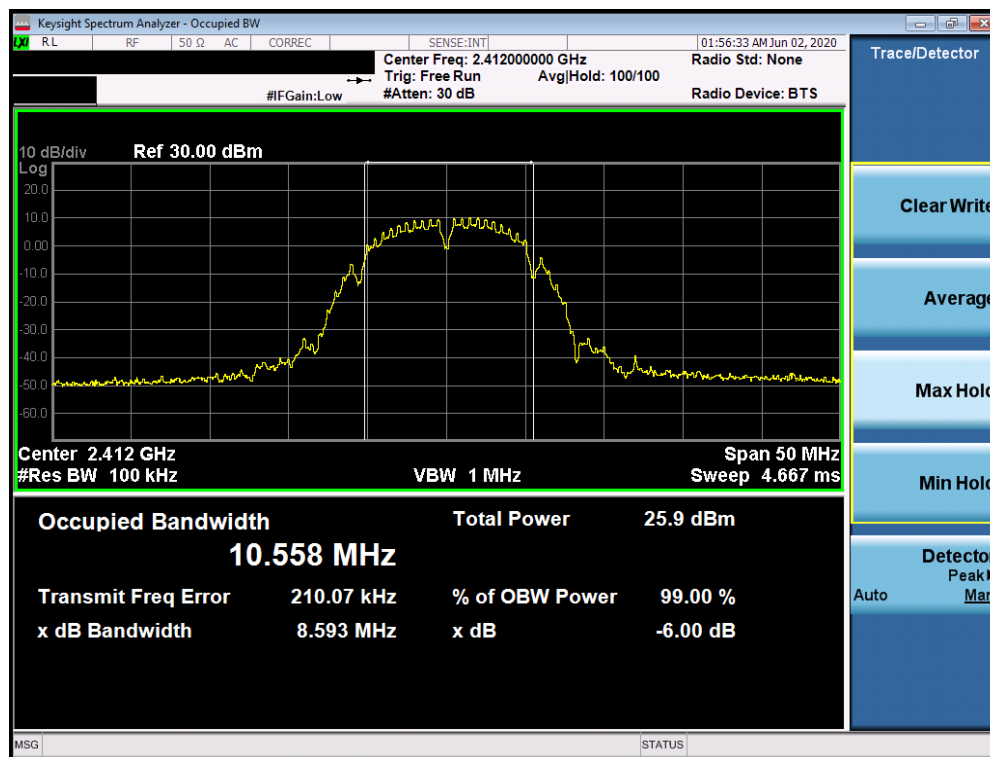 Keysight Spectrum Analyzer - Occupied BW
LXI RL RF 50 Ω AC CORREC SENSE:INT 01:56:33 AM Jun 02, 2020
Center Freq: 2.412000000 GHz Radio Std: None
Trig: Free Run Avg|Hold: 100/100
#IFGain:Low #Atten: 30 dB Radio Device: BTS
Trace/Detector
10 dB/div Ref 30.00 dBm
Log
20.0
10.0
0.00
-10.0
-20.0
-30.0
-40.0
-50.0
-60.0
Center 2.412 GHz Span 50 MHz
#Res BW 100 kHz VBW 1 MHz Sweep 4.667 ms
Occupied Bandwidth Total Power 25.9 dBm
10.558 MHz
Transmit Freq Error 210.07 kHz % of OBW Power 99.00 %
x dB Bandwidth 8.593 MHz x dB -6.00 dB
Clear Write
Average
Max Hold
Min Hold
Detector
Peak
Auto Man
MSG STATUS